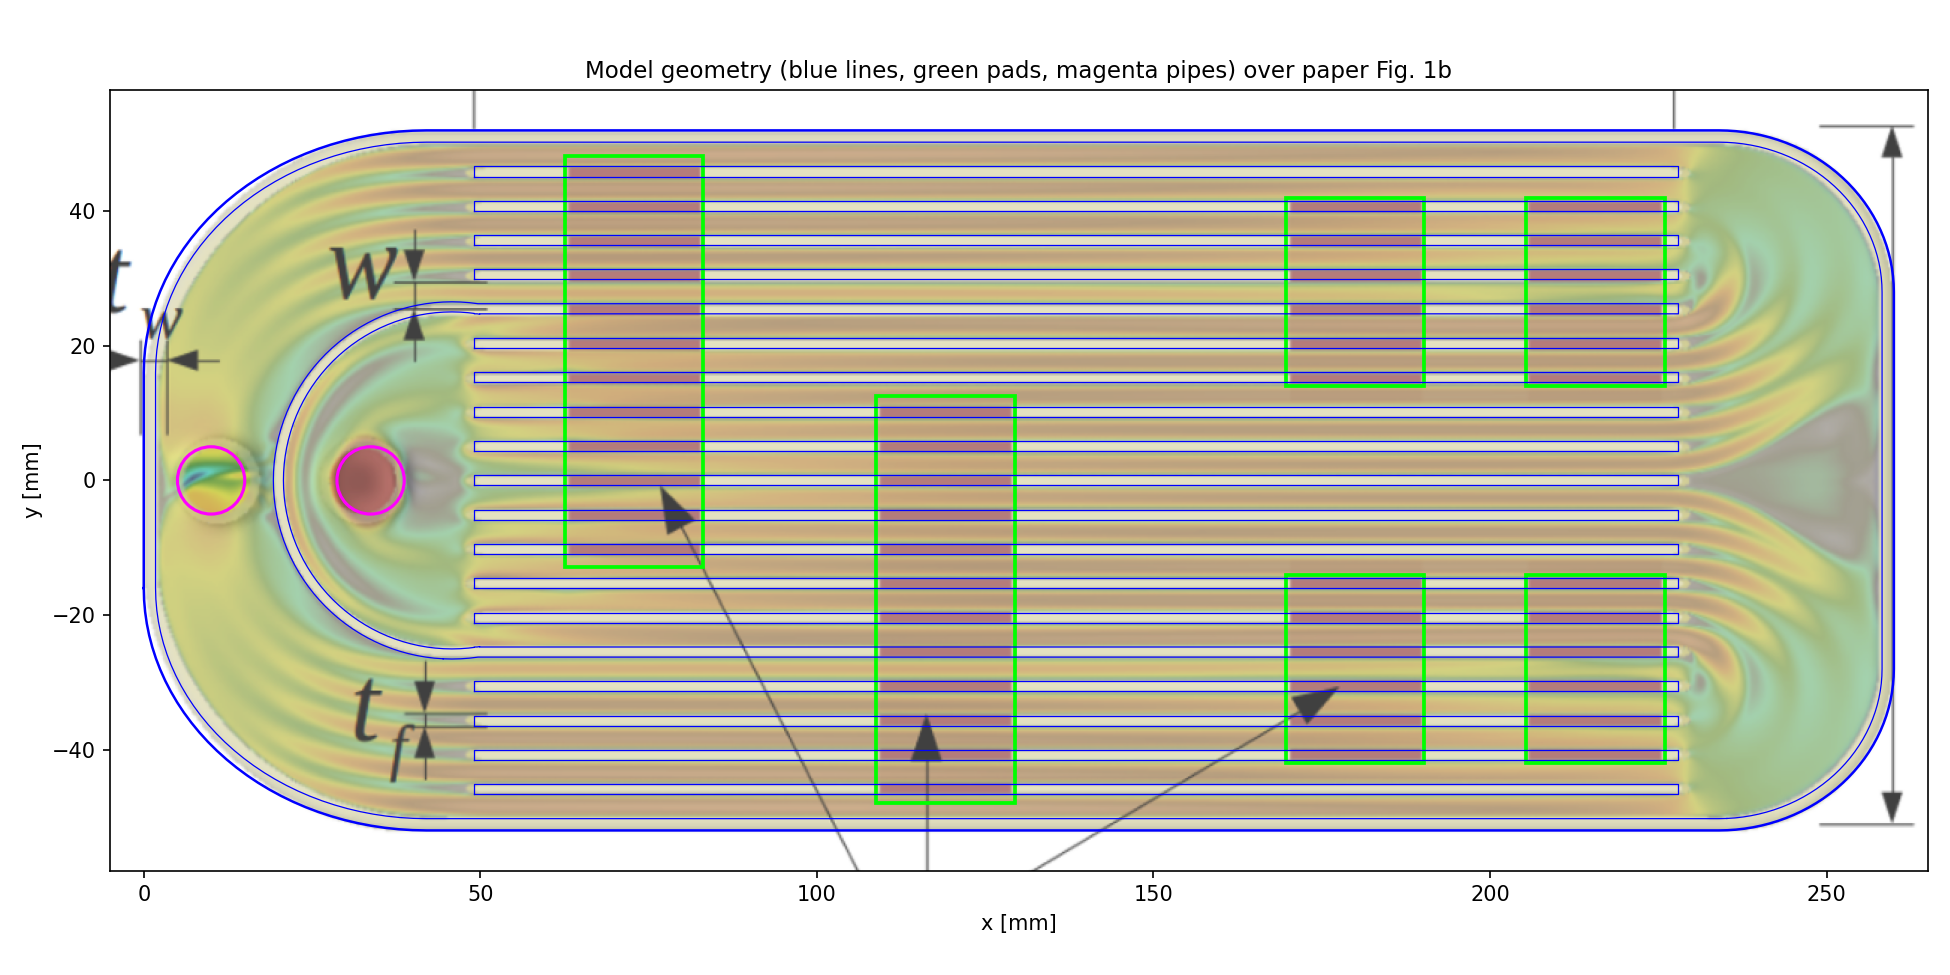 Model geometry (blue lines, green pads, magenta pipes) over paper Fig. 1b
y [mm]
40
20
0
−20
−40
t w
w
t f
0
50
100
150
200
250
x [mm]